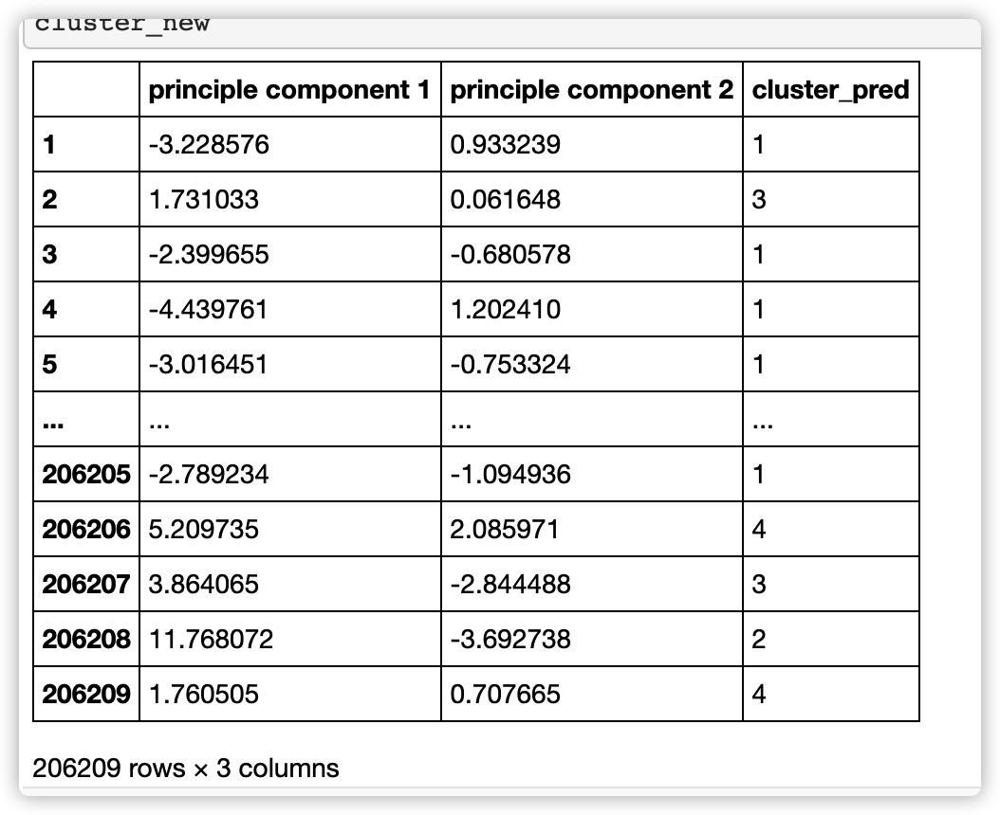 cluster_new
principle component 1 principle component 2 cluster_pred
1 -3.228576 0.933239 1
2 1.731033 0.061648 3
3 -2.399655 -0.680578 1
4 -4.439761 1.202410 1
5 -3.016451 -0.753324 1
... ... ... ...
206205 -2.789234 -1.094936 1
206206 5.209735 2.085971 4
206207 3.864065 -2.844488 3
206208 11.768072 -3.692738 2
206209 1.760505 0.707665 4
206209 rows × 3 columns